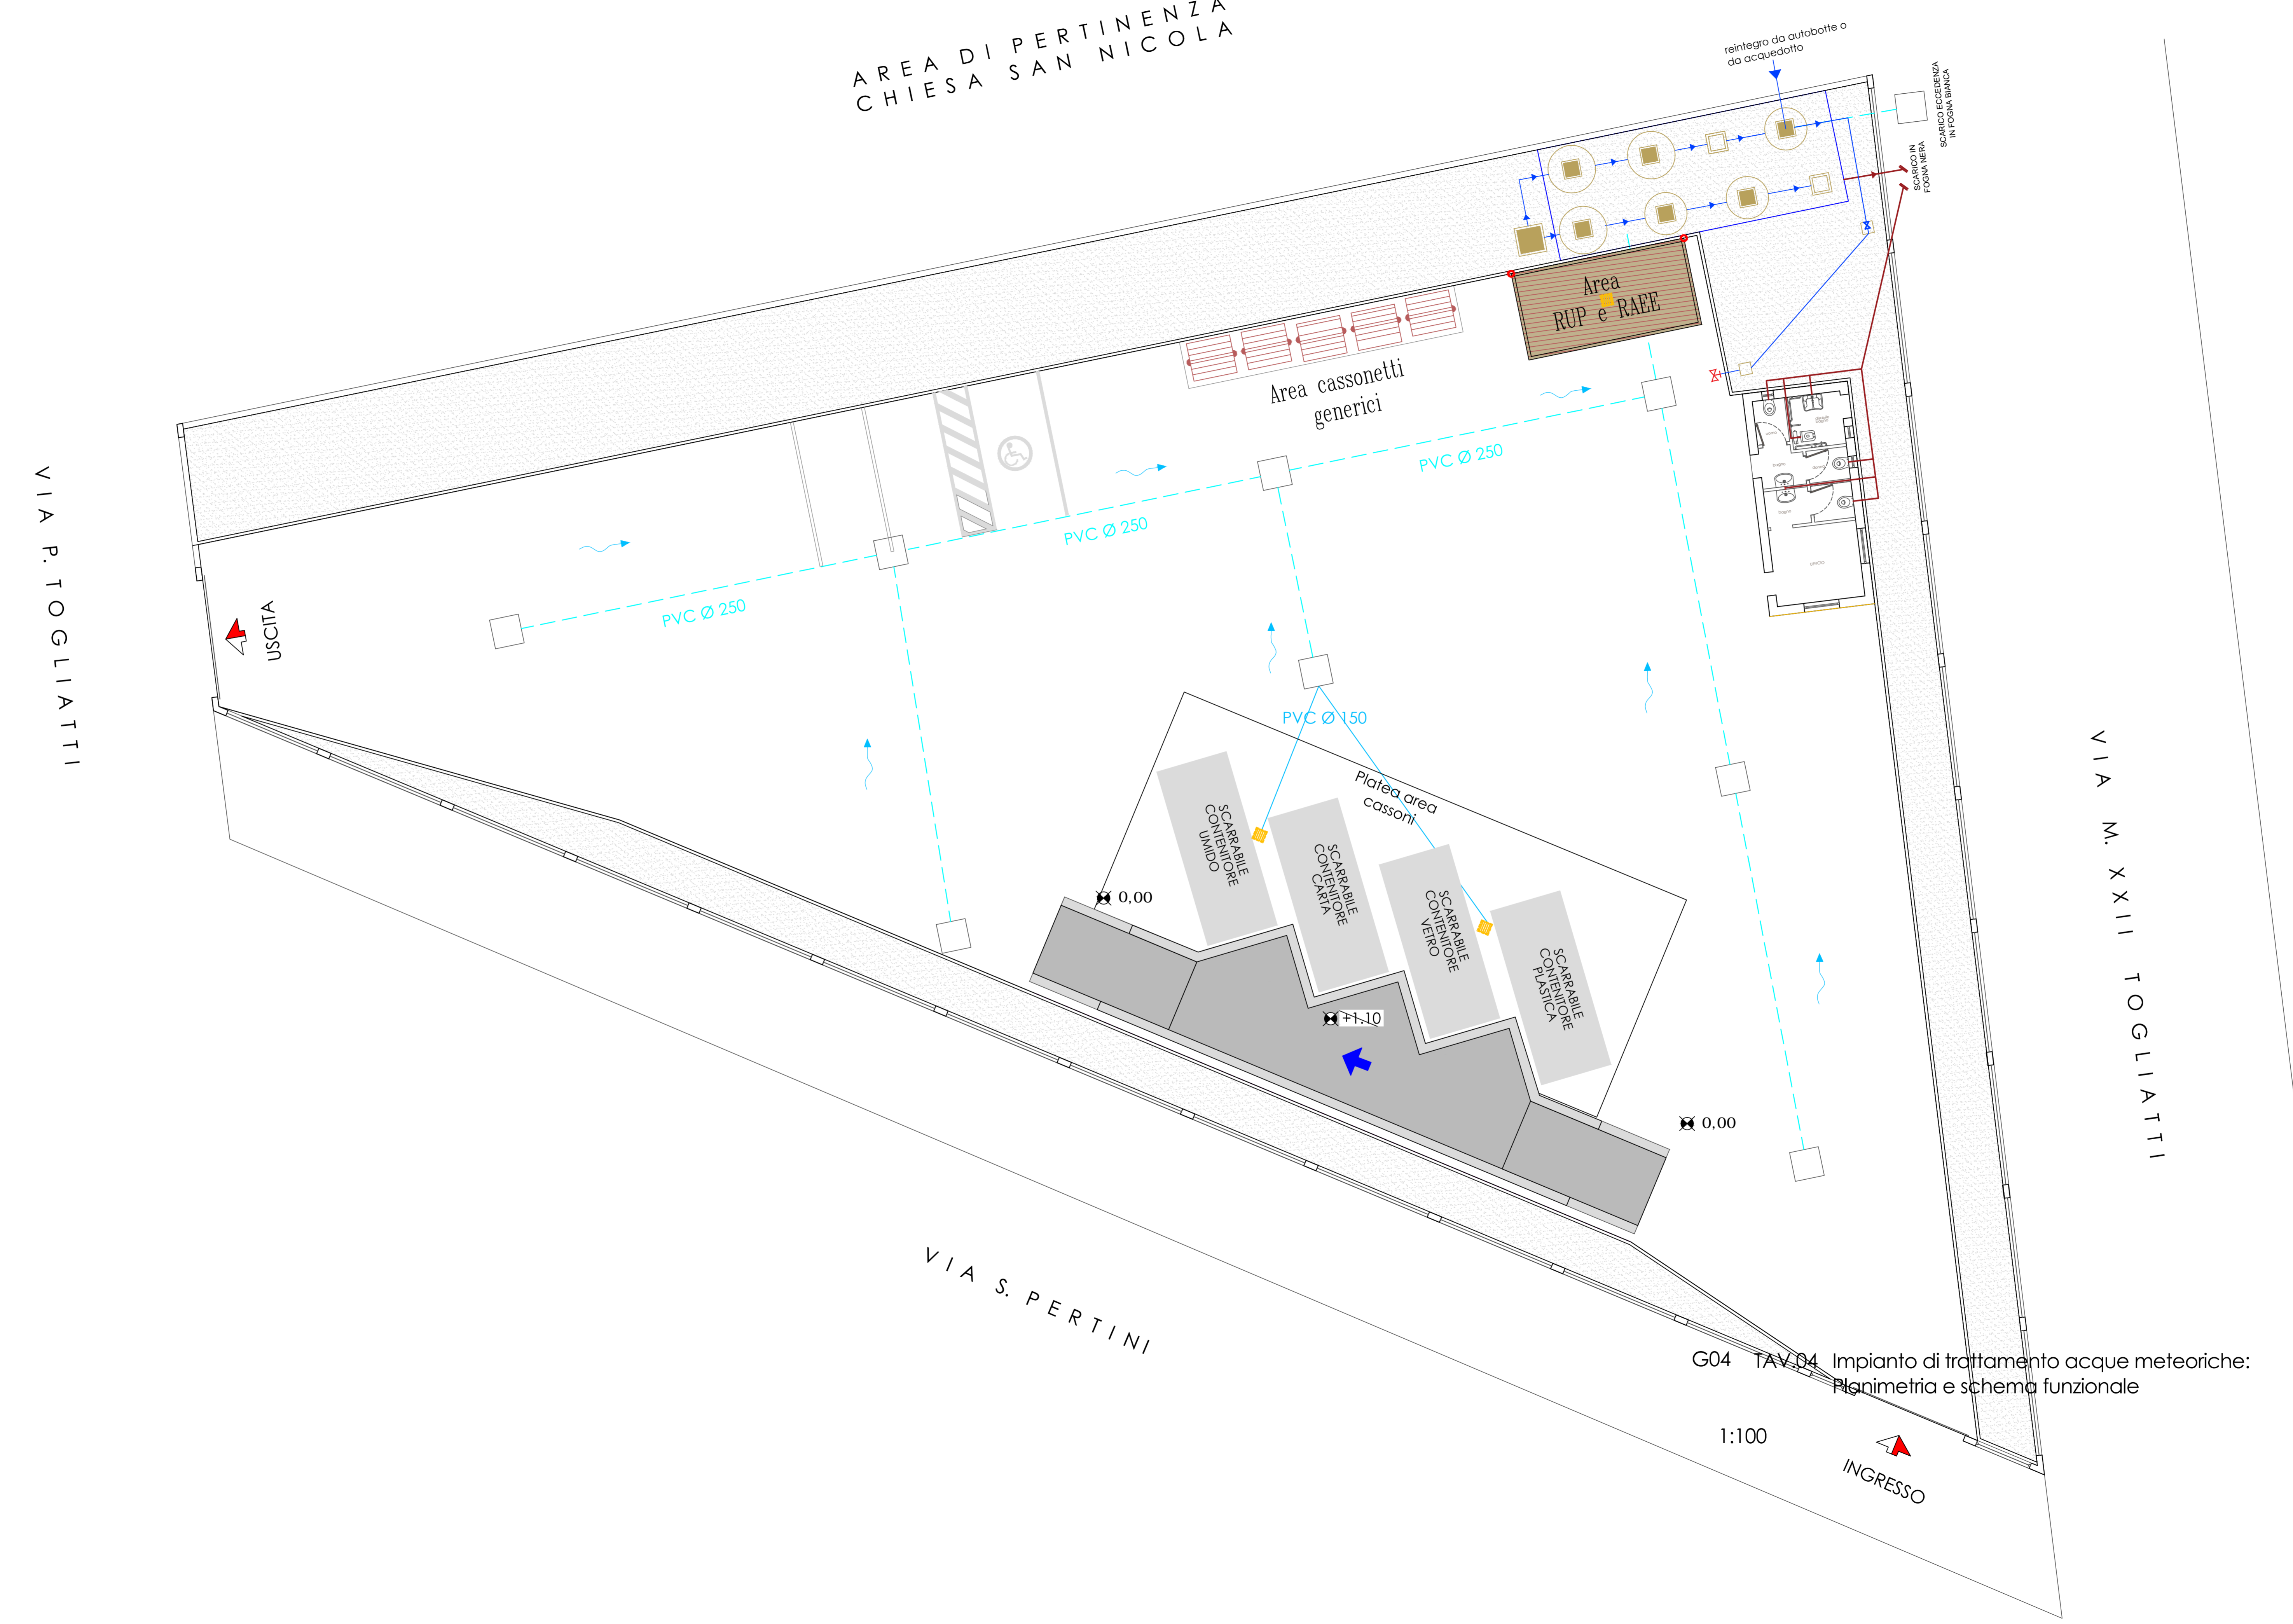 AREA DI PERTINENZA
CHIESA SAN NICOLA
reintegro da autobotte o
da acquedotto
SCARICO ECCEDENZA
IN FOGNA BIANCA
SCARICO IN
FOGNA NERA
Area
RUP e RAEE
Area cassonetti
generici
PVC Ø 250
PVC Ø 250
PVC Ø 250
VIA P. TOGLIATTI
USCITA
bagno
bagno
ufficio
PVC Ø 150
Platea area
cassoni
SCARRABILE
CONTENITORE
UMIDO
SCARRABILE
CONTENITORE
CARTA
SCARRABILE
CONTENITORE
VETRO
SCARRABILE
CONTENITORE
PLASTICA
0,00
+1.10
0,00
VIA M. XXII TOGLIATTI
VIA S. PERTINI
G04 TAV.04 Impianto di trattamento acque meteoriche:
Planimetria e schema funzionale
1:100
INGRESSO